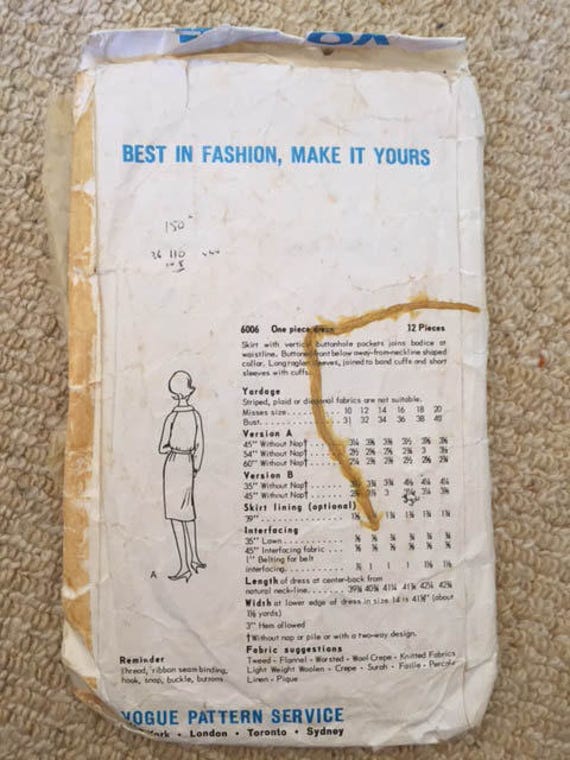 VO
BEST IN FASHION, MAKE IT YOURS
150"
36 110
6006 One piece dress 12 Pieces
Skirt with vertical buttonhole pockets joins bodice at
waistline. Buttoned front below away-from-neckline shaped
collar. Long raglan sleeves, joined to band cuffs and short
sleeves with cuffs.
Yardage
Striped, plaid or diagonal fabrics are not suitable.
Misses size 10 12 14 16 18 20
Bust 31 32 34 36 38 40
Version A
45" Without Nap†
54" Without Nap†
60" Without Nap†
Version B
35" Without Nap†
45" Without Nap†
Skirt lining (optional)
39"
Interfacing
35" Lawn
45" Interfacing fabric
1" Belting for belt
interfacing
Length of dress at center-back from
natural neck-line
Width at lower edge of dress in size 14 is (about
yards)
3" Hem allowed
†Without nap or pile or with a two-way design.
Fabric suggestions
Tweed - Flannel - Worsted - Wool Crepe - Knitted Fabrics
Light Weight Woolen - Crepe - Surah - Faille - Percale
Linen - Pique
A
Reminder
Thread, ribbon seam binding,
hook, snap, buckle, buttons
VOGUE PATTERN SERVICE
York • London • Toronto • Sydney